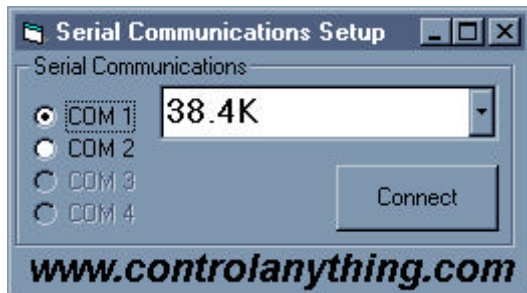 Serial Communications Setup
Serial Communications
COM 1
38.4K
COM 2
COM 3
COM 4
Connect
www.controlanything.com